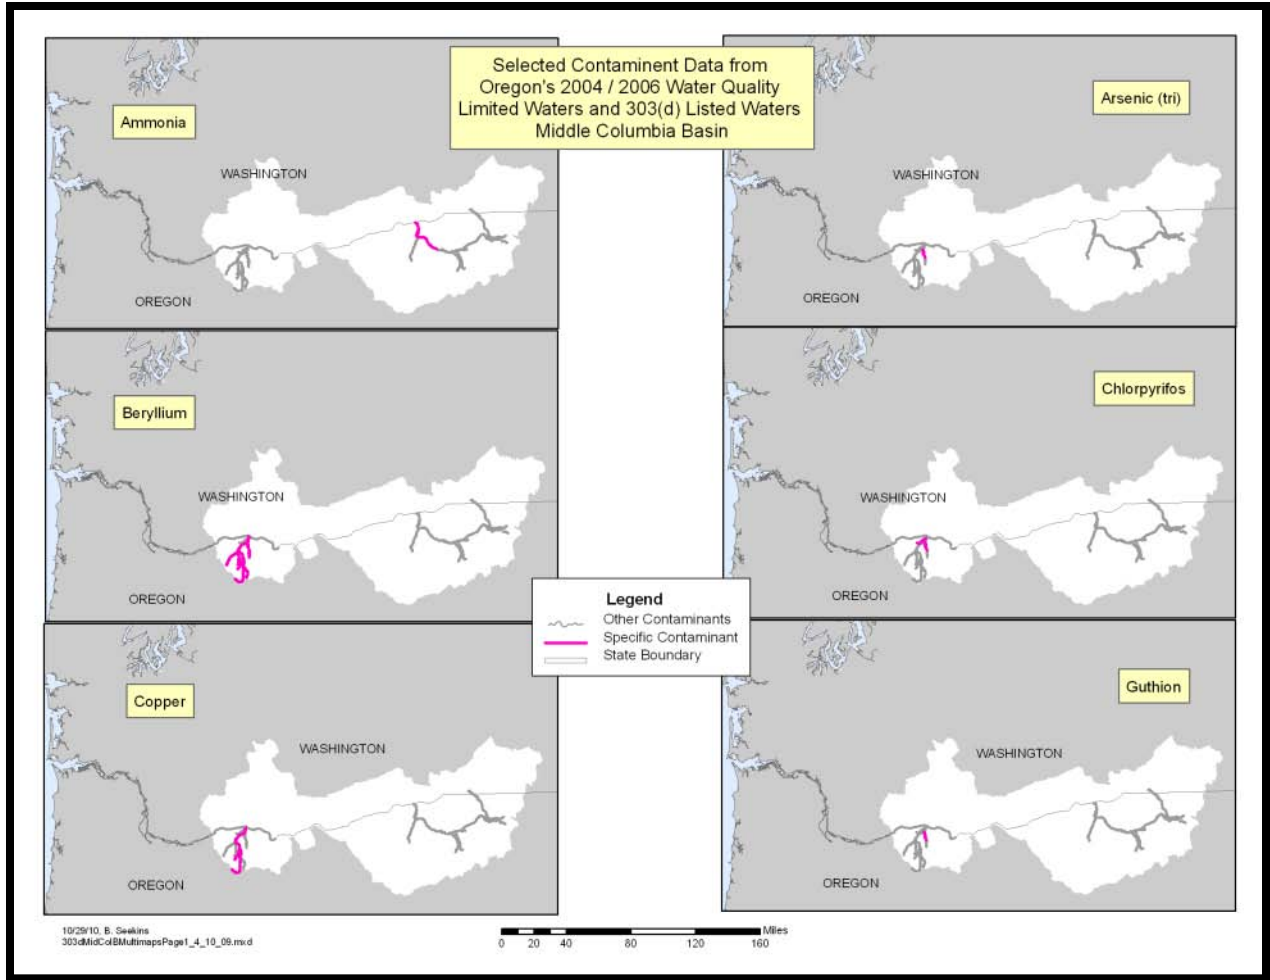 Selected Contaminent Data from
Oregon's 2004 / 2006 Water Quality
Limited Waters and 303(d) Listed Waters
Middle Columbia Basin
Ammonia
WASHINGTON
OREGON
Arsenic (tri)
WASHINGTON
OREGON
Beryllium
WASHINGTON
OREGON
Chlorpyrifos
WASHINGTON
OREGON
Legend
Other Contaminants
Specific Contaminant
State Boundary
Copper
WASHINGTON
OREGON
Guthion
WASHINGTON
OREGON
10/29/10, B. Seekins
303dMidColBMultimapsPage1_4_10_09.mxd
Miles
0 20 40 80 120 160